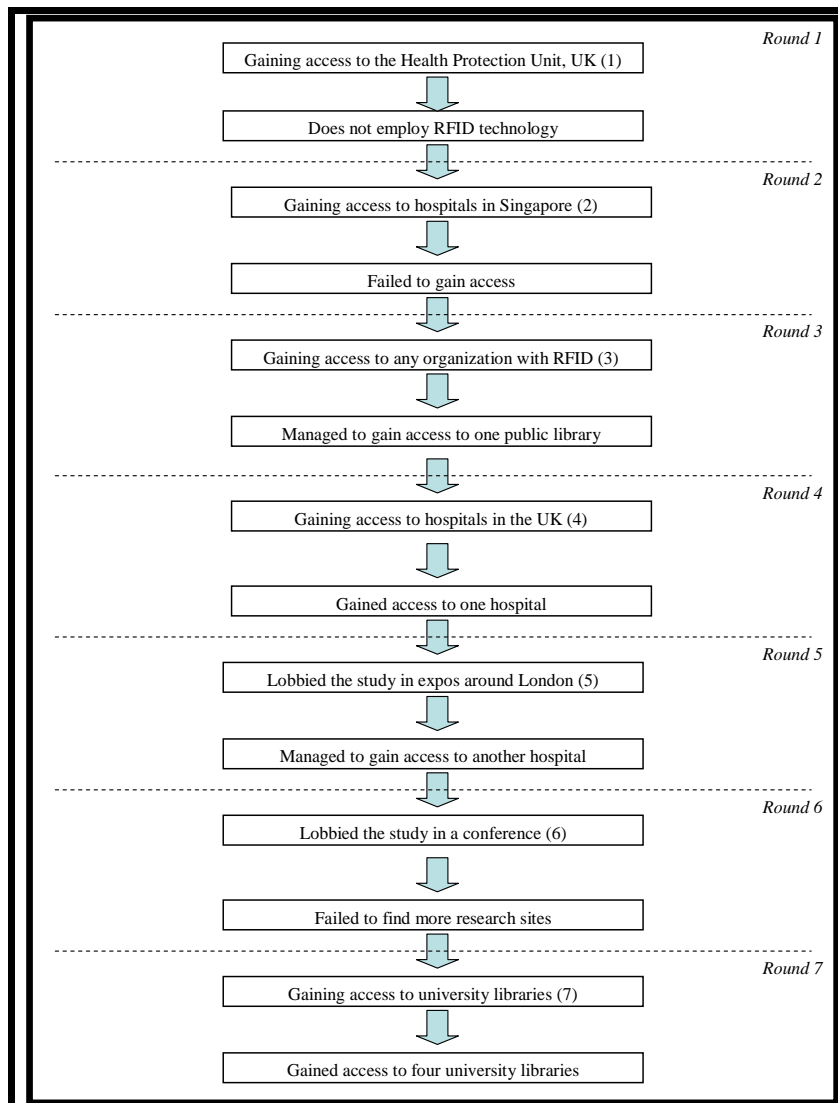 Round 1
Gaining access to the Health Protection Unit, UK (1)
Does not employ RFID technology
Round 2
Gaining access to hospitals in Singapore (2)
Failed to gain access
Round 3
Gaining access to any organization with RFID (3)
Managed to gain access to one public library
Round 4
Gaining access to hospitals in the UK (4)
Gained access to one hospital
Round 5
Lobbied the study in expos around London (5)
Managed to gain access to another hospital
Round 6
Lobbied the study in a conference (6)
Failed to find more research sites
Round 7
Gaining access to university libraries (7)
Gained access to four university libraries